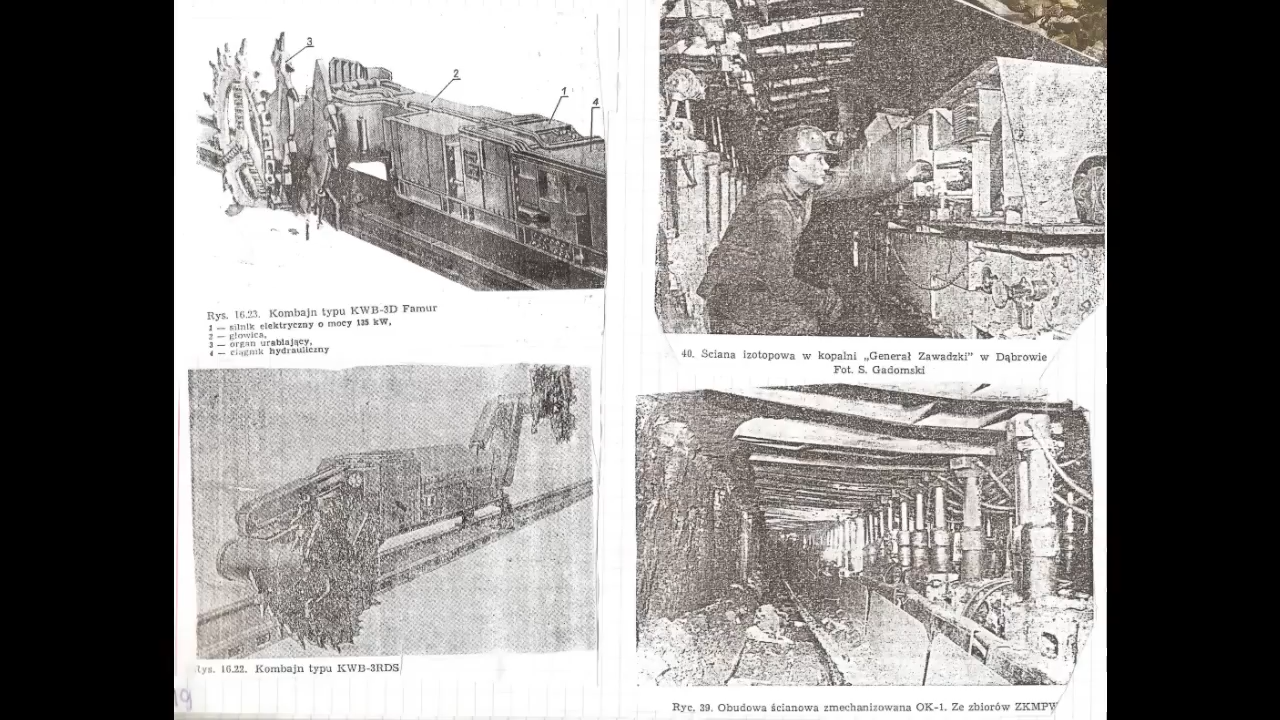 3
2
1
4
Rys. 16.23. Kombajn typu KWB-3D Famur
1 — silnik elektryczny o mocy 135 kW,
2 — głowica,
3 — organ urabiający,
4 — ciągnik hydrauliczny
Rys. 16.22. Kombajn typu KWB-3RDS
19
40. Ściana izotopowa w kopalni „Generał Zawadzki" w Dąbrowie
Fot. S. Gadomski
Ryc. 39. Obudowa ścianowa zmechanizowana OK-1. Ze zbiorów ZKMPW